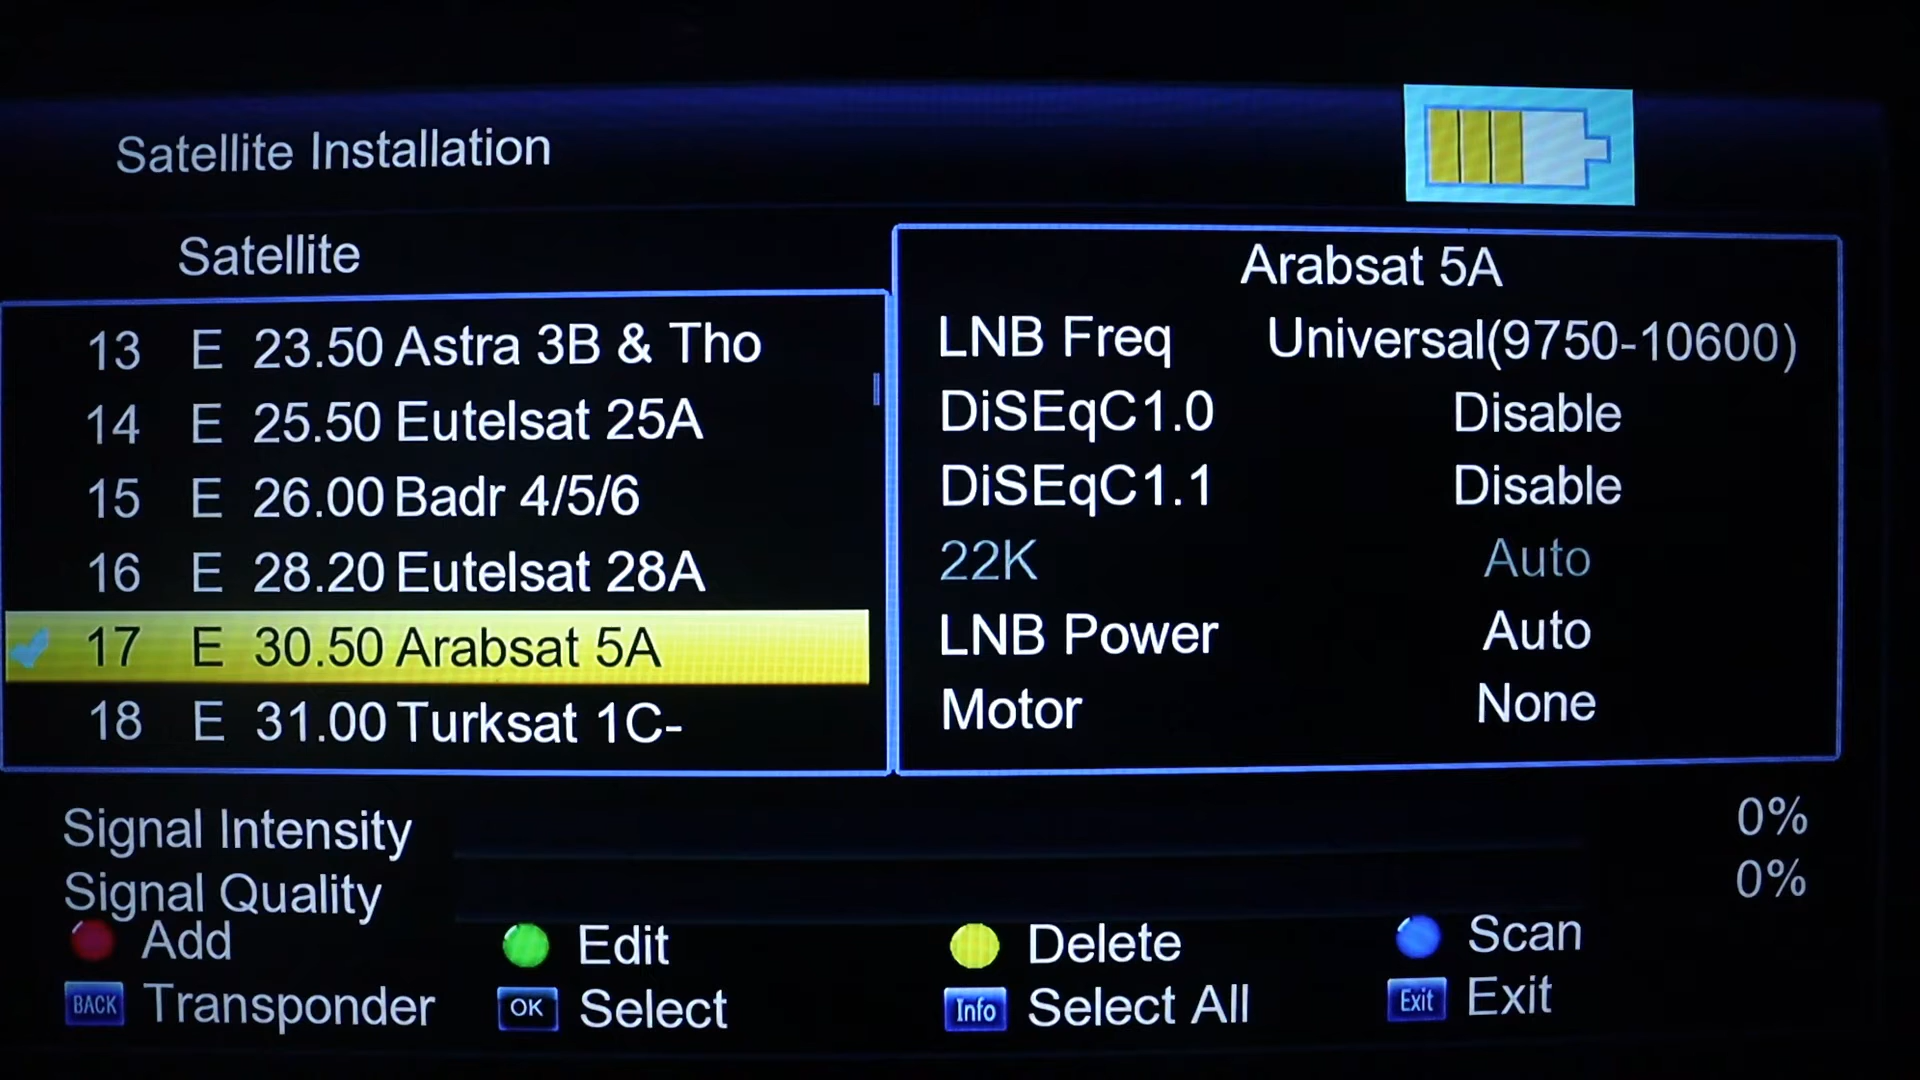 Satellite Installation
Satellite
13 E 23.50 Astra 3B & Tho
14 E 25.50 Eutelsat 25A
15 E 26.00 Badr 4/5/6
16 E 28.20 Eutelsat 28A
17 E 30.50 Arabsat 5A
18 E 31.00 Turksat 1C-
Arabsat 5A
LNB Freq Universal(9750-10600)
DiSEqC1.0 Disable
DiSEqC1.1 Disable
22K Auto
LNB Power Auto
Motor None
Signal Intensity 0%
Signal Quality 0%
Add Edit Delete Scan
BACK Transponder OK Select Info Select All Exit Exit